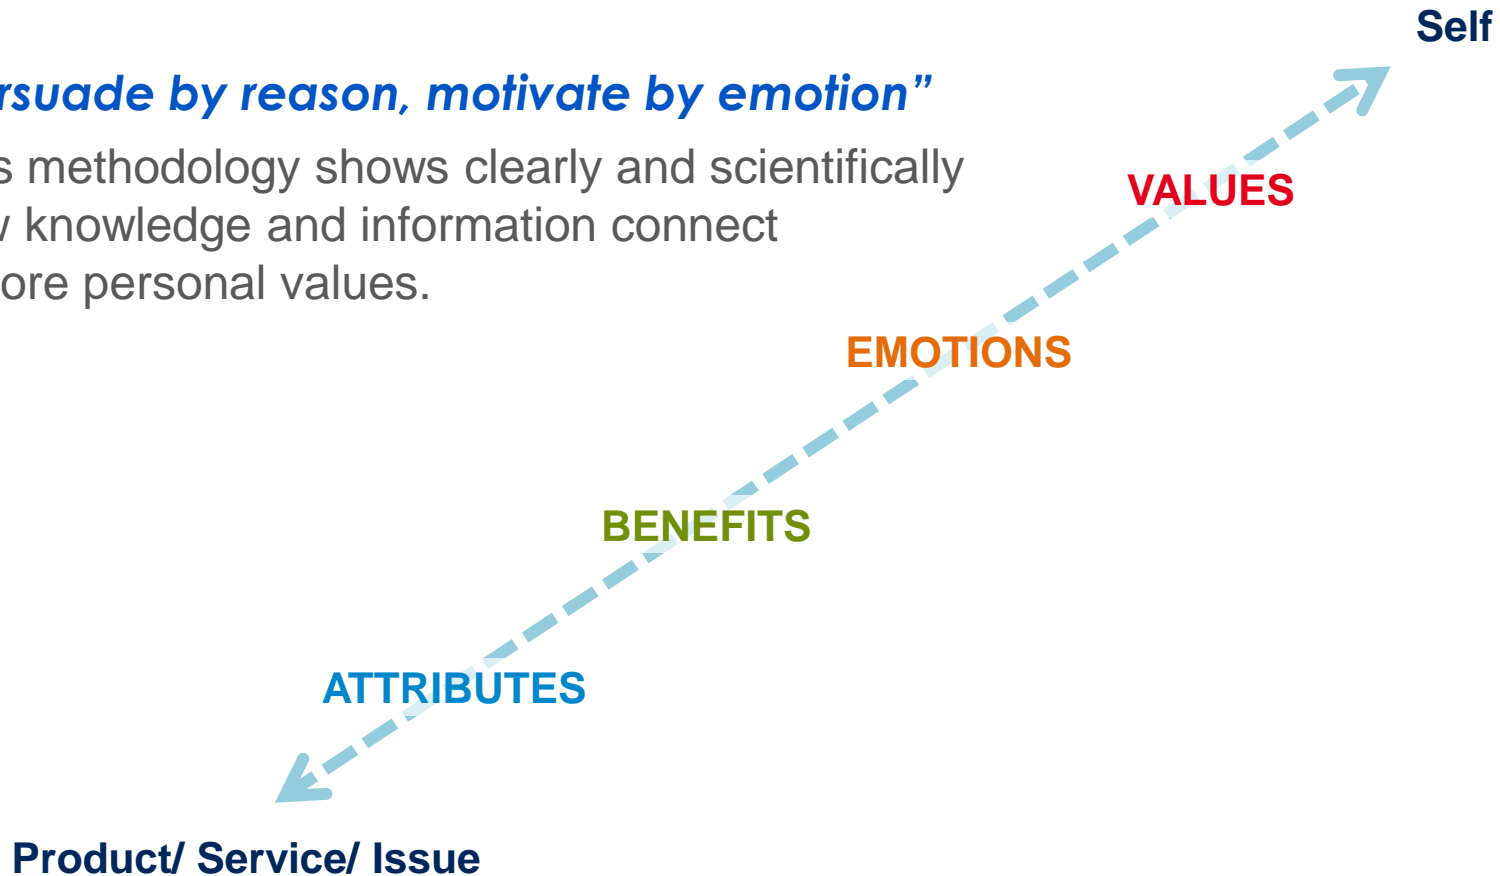 Self
rsuade by reason, motivate by emotion”
s methodology shows clearly and scientifically
VALUES
w knowledge and information connect
ore personal values.
EMOTIONS
BENEFITS
ATTRIBUTES
Product/ Service/ Issue